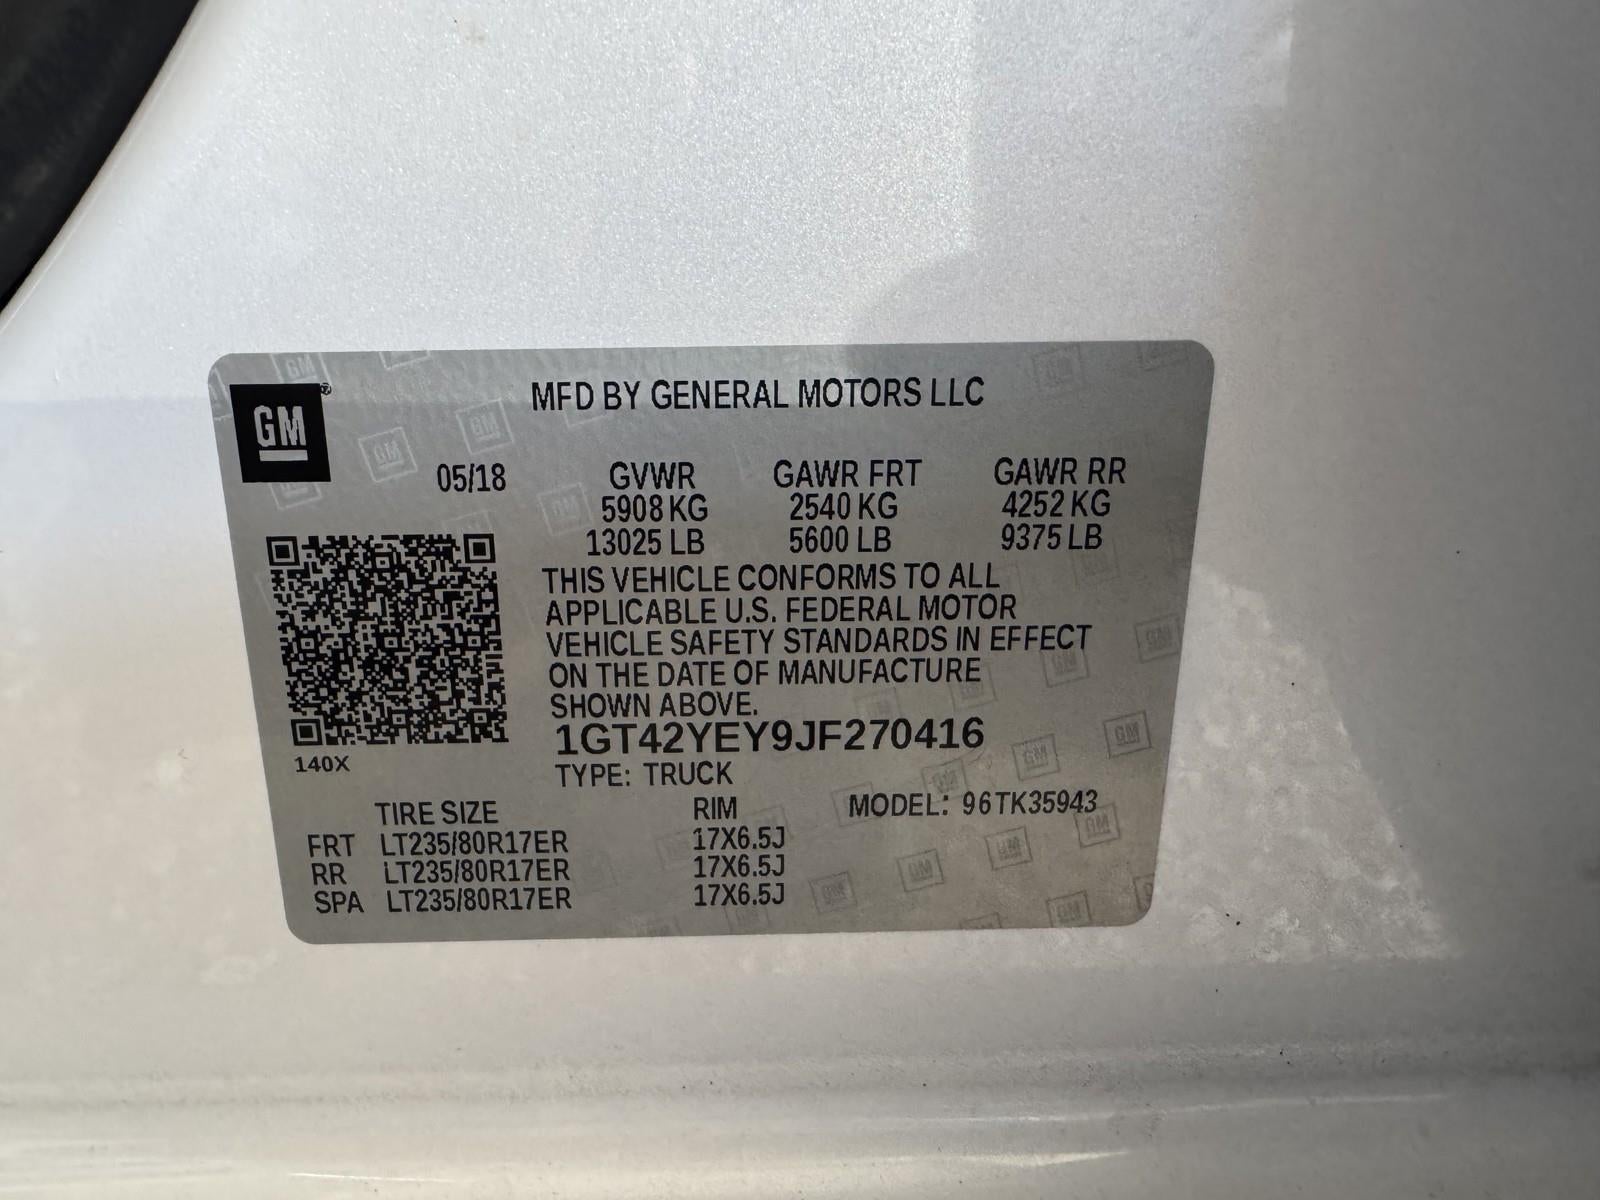 GM
MFD BY GENERAL MOTORS LLC
05/18 GVWR GAWR FRT GAWR RR
5908 KG 2540 KG 4252 KG
13025 LB 5600 LB 9375 LB
THIS VEHICLE CONFORMS TO ALL
APPLICABLE U.S. FEDERAL MOTOR
VEHICLE SAFETY STANDARDS IN EFFECT
ON THE DATE OF MANUFACTURE
SHOWN ABOVE.
1GT42YEY9JF270416
140X
TYPE: TRUCK
TIRE SIZE RIM MODEL: 96TK35943
FRT LT235/80R17ER 17X6.5J
RR LT235/80R17ER 17X6.5J
SPA LT235/80R17ER 17X6.5J